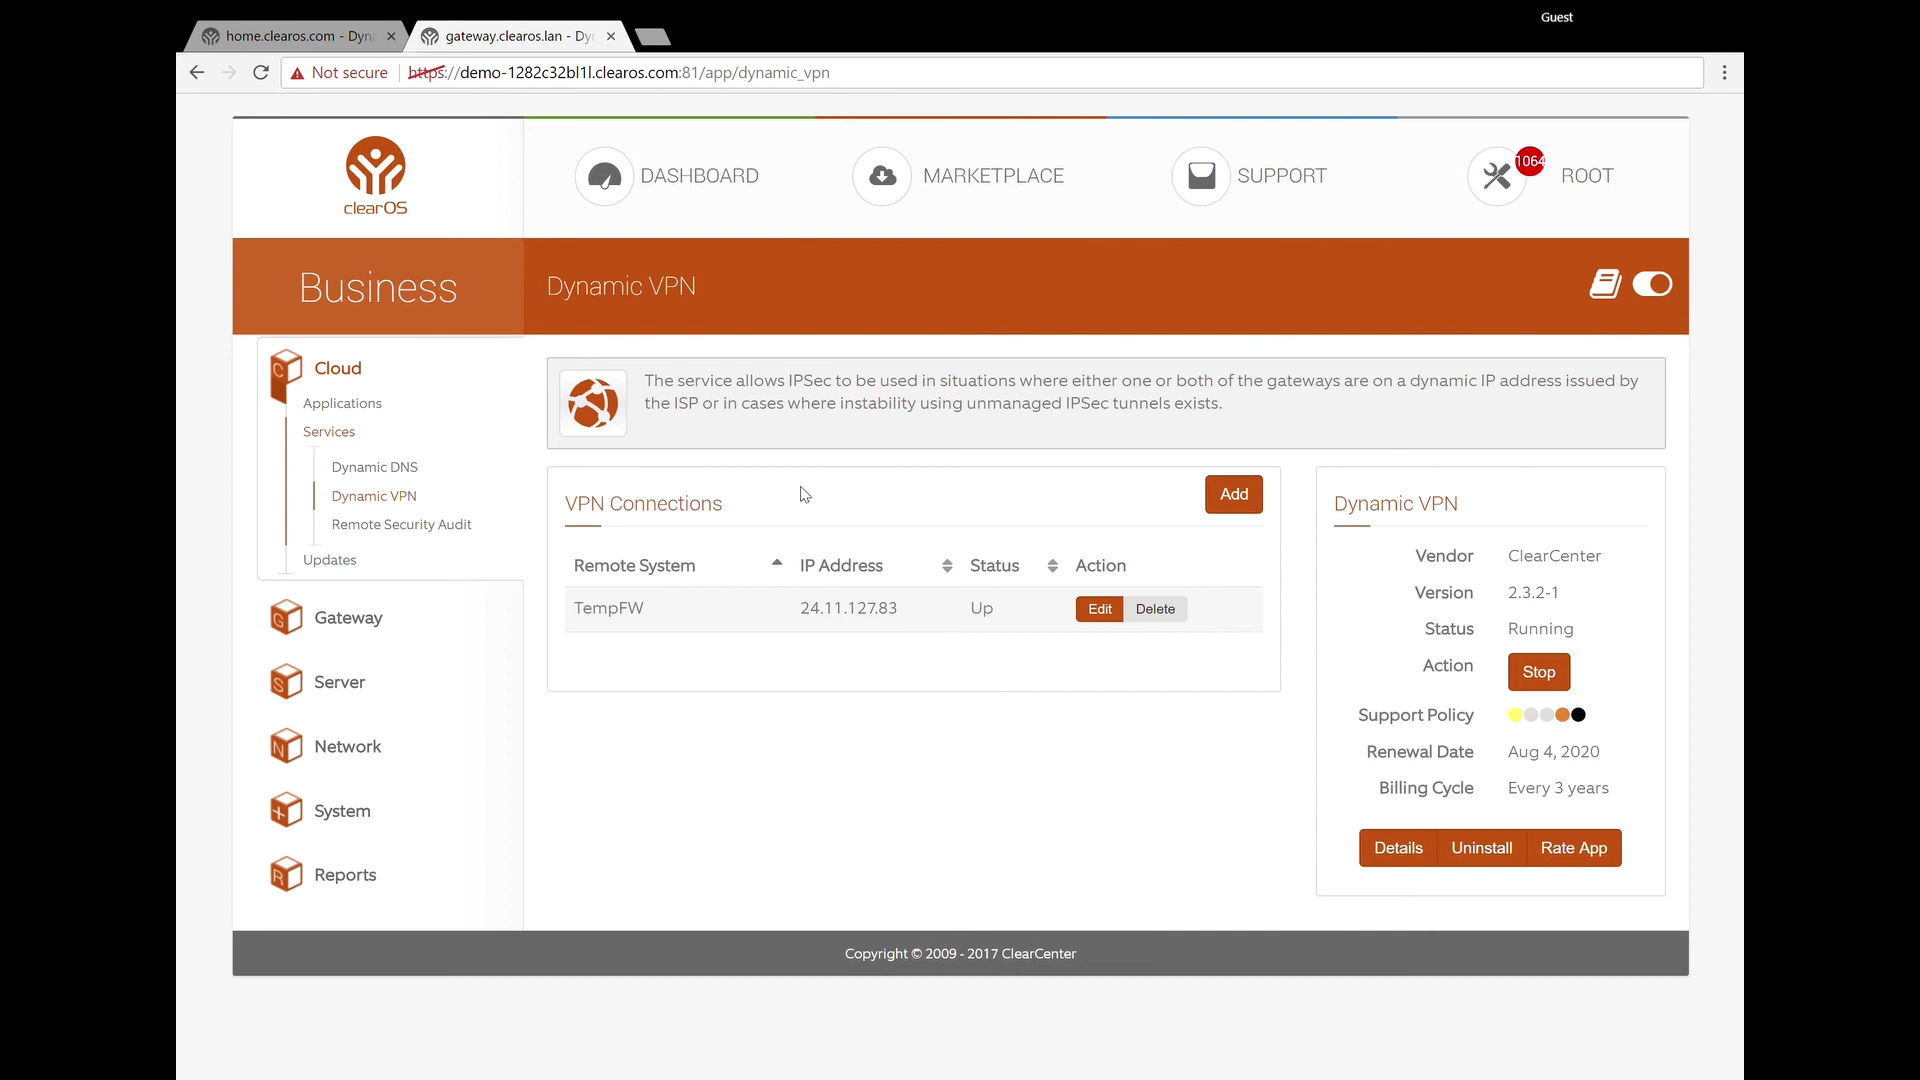 Guest
home.clearos.com - Dyna
gateway.clearos.lan - Dy
Not secure
https://demo-1282c32bl1l.clearos.com:81/app/dynamic_vpn
clearOS
DASHBOARD
MARKETPLACE
SUPPORT
1064
ROOT
Business
Dynamic VPN
C
Cloud
Applications
Services
Dynamic DNS
Dynamic VPN
Remote Security Audit
Updates
G
Gateway
S
Server
N
Network
System
R
Reports
The service allows IPSec to be used in situations where either one or both of the gateways are on a dynamic IP address issued by
the ISP or in cases where instability using unmanaged IPSec tunnels exists.
VPN Connections
Add
Remote System IP Address Status Action
TempFW 24.11.127.83 Up Edit Delete
Dynamic VPN
Vendor ClearCenter
Version 2.3.2-1
Status Running
Action Stop
Support Policy
Renewal Date Aug 4, 2020
Billing Cycle Every 3 years
Details Uninstall Rate App
Copyright © 2009 - 2017 ClearCenter